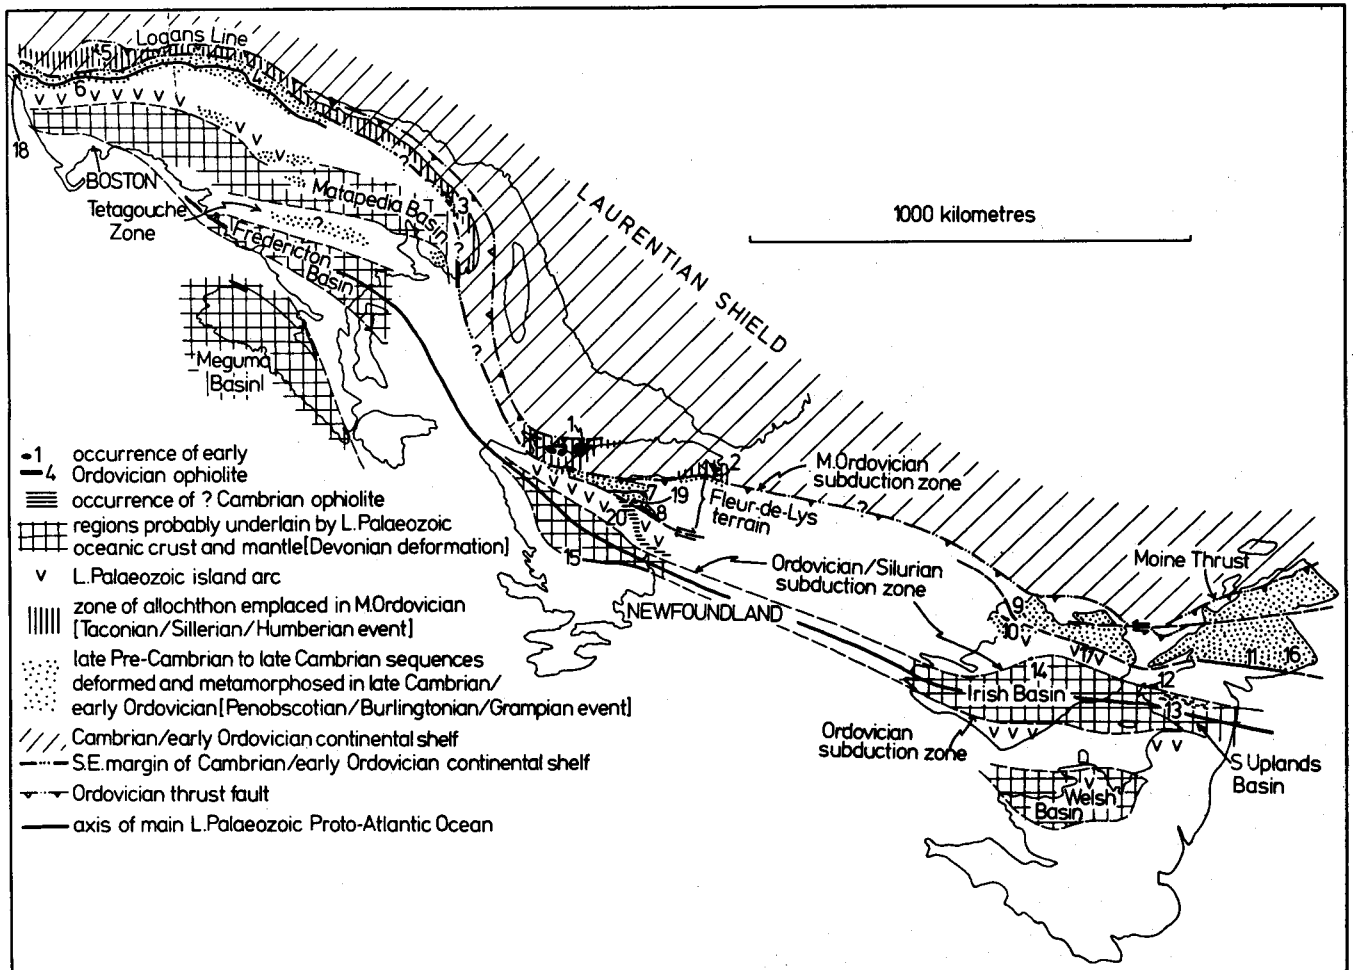 Logans Line
5
4
6
18
BOSTON
Tetagouche
Zone
Matapedia Basin
3
?
?
?
?
Fredericton
Basin
Meguma
Basin
LAURENTIAN SHIELD
1000 kilometres
?
1
2
7
19
8
20
15
Fleur-de-Lys
terrain
M.Ordovician
subduction zone
?
Ordovician/Silurian
subduction zone
NEWFOUNDLAND
Moine Thrust
9
10
17
11
16
14
12
13
Irish Basin
Ordovician
subduction zone
S.Uplands
Basin
Welsh
Basin
1 occurrence of early
4 Ordovician ophiolite
occurrence of ? Cambrian ophiolite
regions probably underlain by L.Palaeozoic
oceanic crust and mantle[Devonian deformation]
v L.Palaeozoic island arc
zone of allochthon emplaced in M.Ordovician
[Taconian/Sillerian/Humberian event]
late Pre-Cambrian to late Cambrian sequences
deformed and metamorphosed in late Cambrian/
early Ordovician[Penobscotian/Burlingtonian/Grampian event]
Cambrian/early Ordovician continental shelf
S.E.margin of Cambrian/early Ordovician continental shelf
Ordovician thrust fault
axis of main L.Palaeozoic Proto-Atlantic Ocean